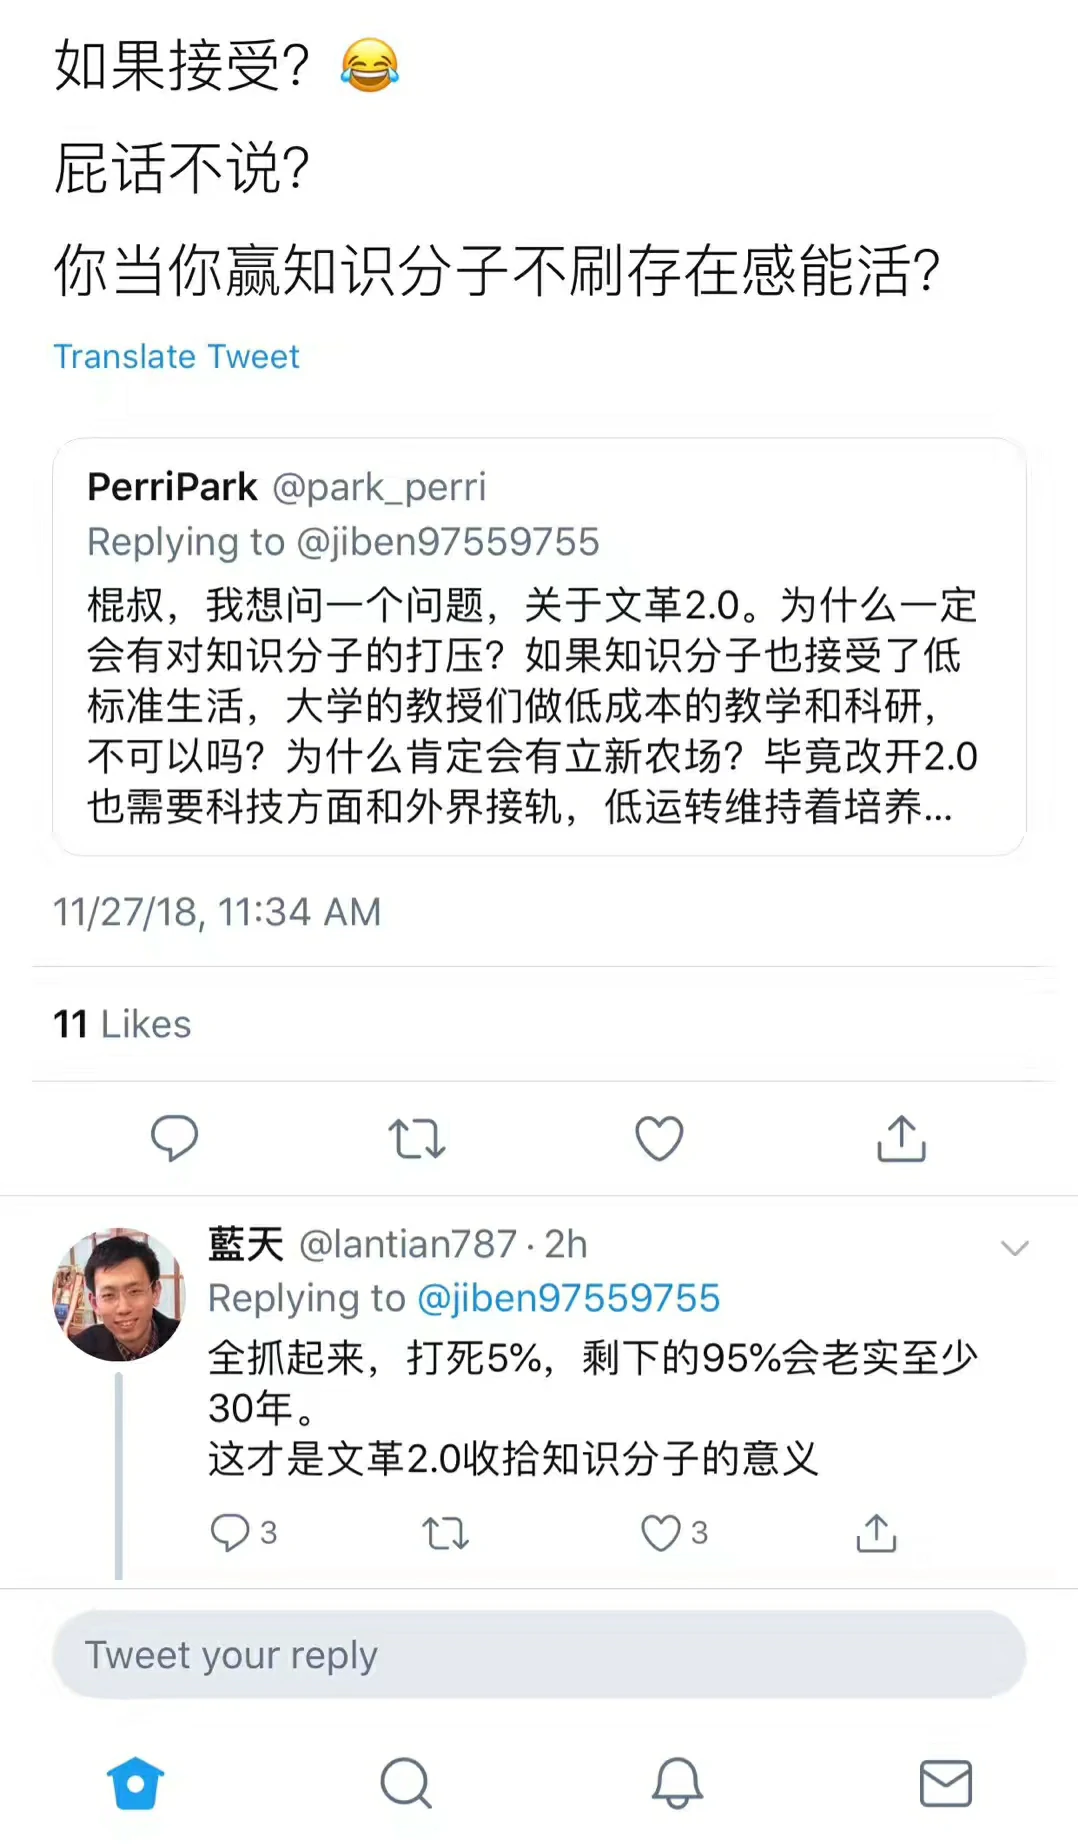 如果接受？😂
屁话不说？
你当你赢知识分子不刷存在感能活？
Translate Tweet
PerriPark @park_perri
Replying to @jiben97559755
棍叔，我想问一个问题，关于文革2.0。为什么一定
会有对知识分子的打压？如果知识分子也接受了低
标准生活，大学的教授们做低成本的教学和科研，
不可以吗？为什么肯定会有立新农场？毕竟改开2.0
也需要科技方面和外界接轨，低运转维持着培养...
11/27/18, 11:34 AM
11 Likes
藍天 @lantian787 · 2h
Replying to @jiben97559755
全抓起来，打死5%，剩下的95%会老实至少
30年。
这才是文革2.0收拾知识分子的意义
3 3
Tweet your reply